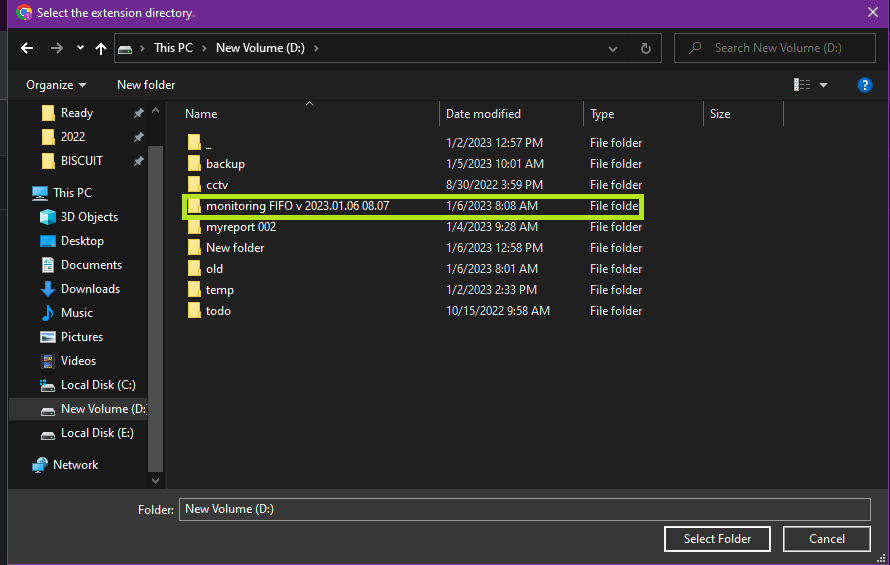 Select the extension directory.
This PC > New Volume (D:) >
Search New Volume (D:)
Organize
New folder
Ready
2022
BISCUIT
This PC
3D Objects
Desktop
Documents
Downloads
Music
Pictures
Videos
Local Disk (C:)
New Volume (D:
Local Disk (E:)
Network
Name Date modified Type Size
_ 1/2/2023 12:57 PM File folder
backup 1/5/2023 10:01 AM File folder
cctv 8/30/2022 3:59 PM File folder
monitoring FIFO v 2023.01.06 08.07 1/6/2023 8:08 AM File folder
myreport 002 1/4/2023 9:28 AM File folder
New folder 1/6/2023 12:58 PM File folder
old 1/6/2023 8:01 AM File folder
temp 1/2/2023 2:33 PM File folder
todo 10/15/2022 9:58 AM File folder
Folder: New Volume (D:)
Select Folder Cancel